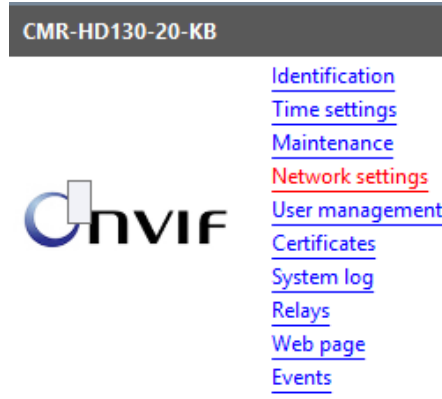 CMR-HD130-20-KB
Identification
Time settings
Maintenance
Network settings
User management
Certificates
System log
Relays
Web page
Events
ONVIF